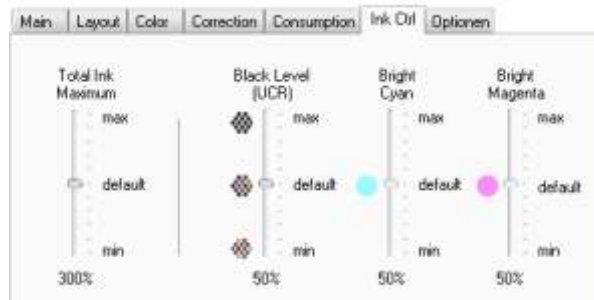 Main Layout Color Correction Consumption Ink Ctrl Optionen
Total Ink Maximum
Black Level (UCR)
Bright Cyan
Bright Magenta
max max max max
default default default default
min min min min
300% 50% 50% 50%